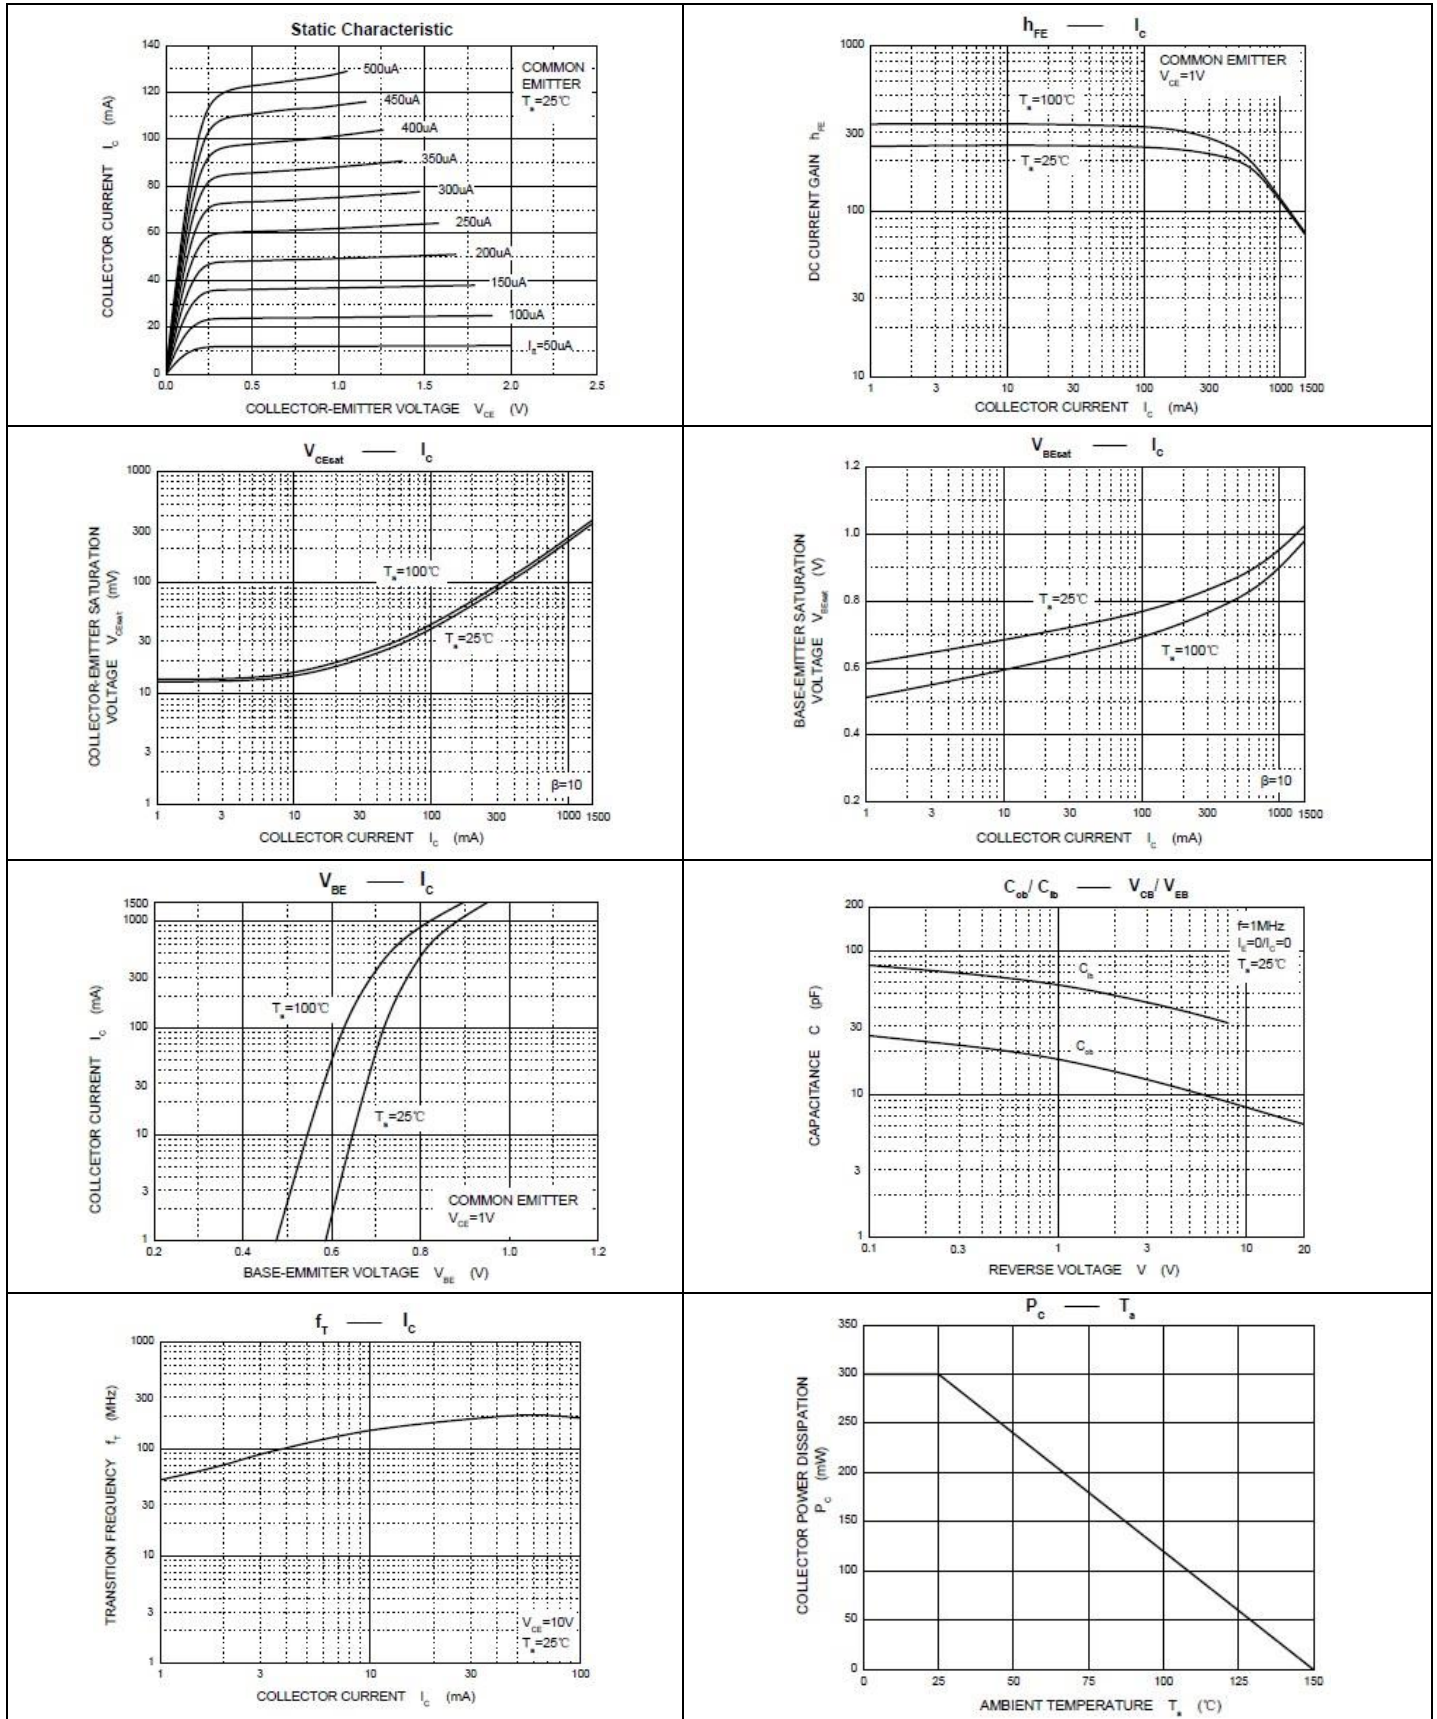 Static Characteristic
140
120
100
80
60
40
20
0
COLLECTOR CURRENT I_C (mA)
500uA
450uA
400uA
350uA
300uA
250uA
200uA
150uA
100uA
I_B=50uA
COMMON
EMITTER
T_a=25℃
0.0 0.5 1.0 1.5 2.0 2.5
COLLECTOR-EMITTER VOLTAGE V_CE (V)
h_FE —— I_C
1000
300
100
30
10
DC CURRENT GAIN h_FE
COMMON EMITTER
V_CE=1V
T_a=100℃
T_a=25℃
1 3 10 30 100 300 1000 1500
COLLECTOR CURRENT I_C (mA)
V_CEsat —— I_C
1000
300
100
30
10
3
1
COLLECTOR-EMITTER SATURATION
VOLTAGE V_CEsat (mV)
T_a=100℃
T_a=25℃
β=10
1 3 10 30 100 300 1000 1500
COLLECTOR CURRENT I_C (mA)
V_BEsat —— I_C
1.2
1.0
0.8
0.6
0.4
0.2
BASE-EMITTER SATURATION
VOLTAGE V_BEsat (V)
T_a=25℃
T_a=100℃
β=10
1 3 10 30 100 300 1000 1500
COLLECTOR CURRENT I_C (mA)
V_BE —— I_C
1500
1000
300
100
30
10
3
1
COLLCETOR CURRENT I_C (mA)
T_a=100℃
T_a=25℃
COMMON EMITTER
V_CE=1V
0.2 0.4 0.6 0.8 1.0 1.2
BASE-EMMITER VOLTAGE V_BE (V)
C_ob/ C_ib —— V_CB/ V_EB
200
100
30
10
3
1
CAPACITANCE C (pF)
f=1MHz
I_E=0/I_C=0
T_a=25℃
C_ib
C_ob
0.1 0.3 1 3 10 20
REVERSE VOLTAGE V (V)
f_T —— I_C
1000
300
100
30
10
3
1
TRANSITION FREQUENCY f_T (MHz)
V_CE=10V
T_a=25℃
1 3 10 30 100
COLLECTOR CURRENT I_C (mA)
P_C —— T_a
350
300
250
200
150
100
50
0
COLLECTOR POWER DISSIPATION
P_C (mW)
0 25 50 75 100 125 150
AMBIENT TEMPERATURE T_a (℃)